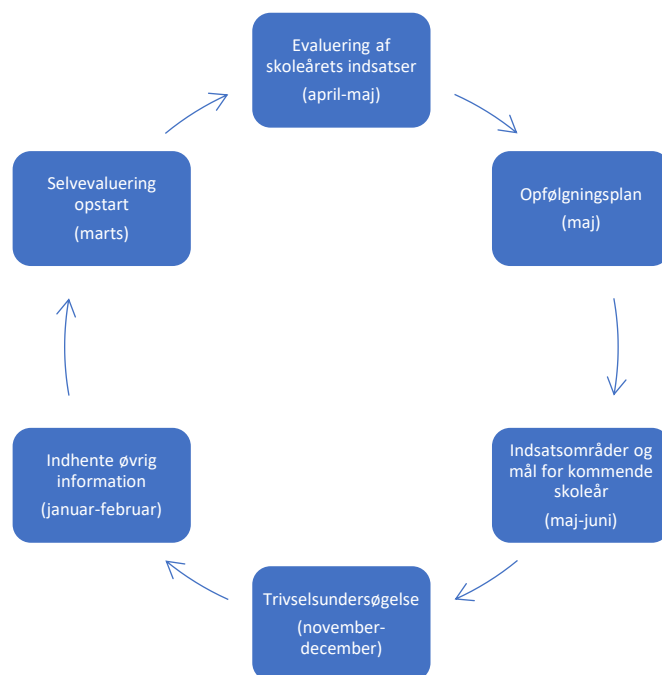 Evaluering af
skoleårets indsatser
(april-maj)
Opfølgningsplan
(maj)
Indsatsområder og
mål for kommende
skoleår
(maj-juni)
Trivselsundersøgelse
(november-
december)
Indhente øvrig
information
(januar-februar)
Selvevaluering
opstart
(marts)